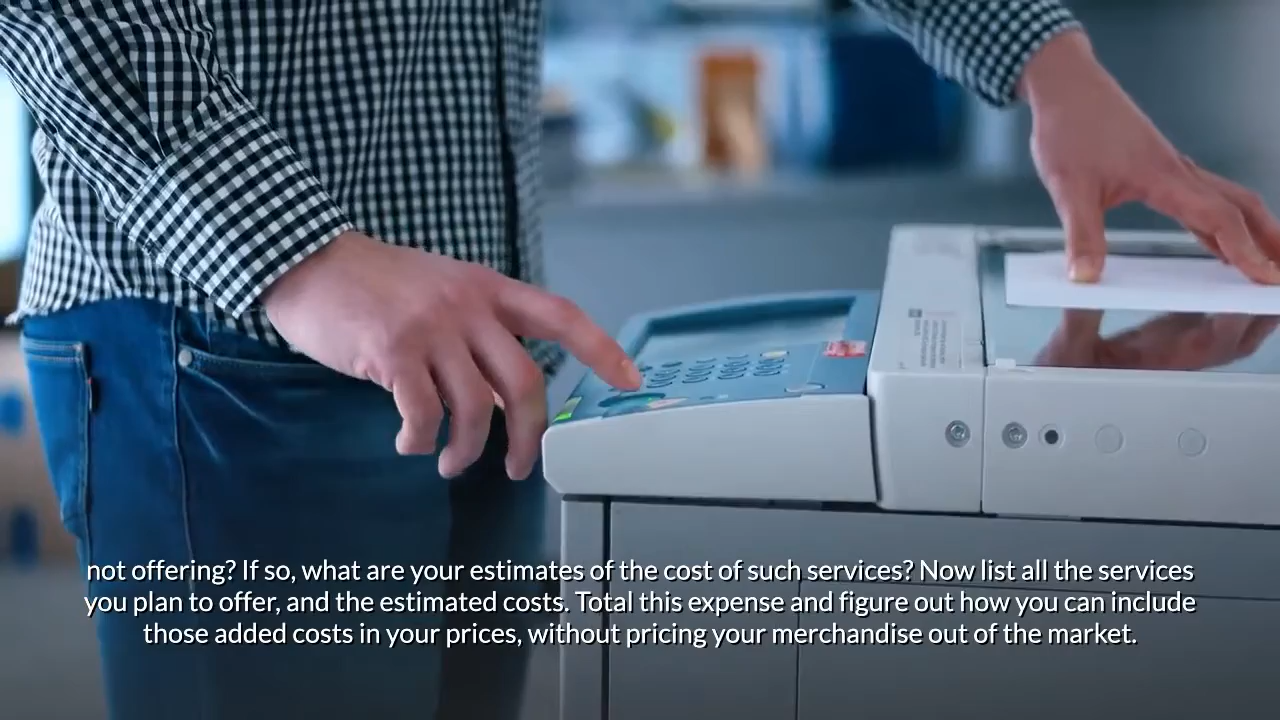 not offering? If so, what are your estimates of the cost of such services? Now list all the services
you plan to offer, and the estimated costs. Total this expense and figure out how you can include
those added costs in your prices, without pricing your merchandise out of the market.